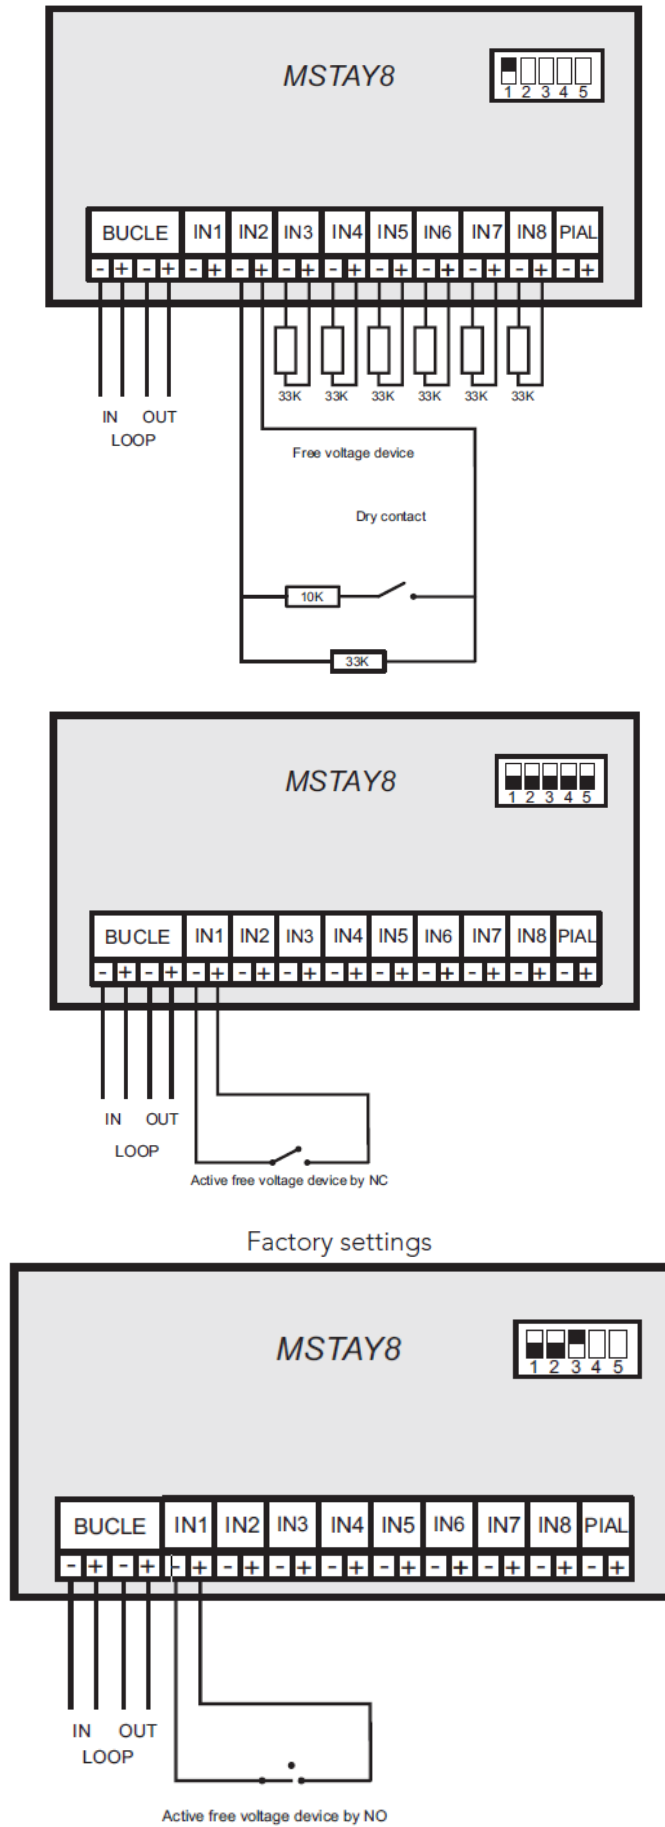 MSTAY8
1 2 3 4 5
BUCLE IN1 IN2 IN3 IN4 IN5 IN6 IN7 IN8 PIAL
- + - + - + - + - + - + - + - + - + - + - +
33K 33K 33K 33K 33K 33K
IN OUT
LOOP
Free voltage device
Dry contact
10K
33K
MSTAY8
1 2 3 4 5
BUCLE IN1 IN2 IN3 IN4 IN5 IN6 IN7 IN8 PIAL
- + - + - + - + - + - + - + - + - + - + - +
IN OUT
LOOP
Active free voltage device by NC
Factory settings
MSTAY8
1 2 3 4 5
BUCLE IN1 IN2 IN3 IN4 IN5 IN6 IN7 IN8 PIAL
- + - + - + - + - + - + - + - + - + - + - +
IN OUT
LOOP
Active free voltage device by NO